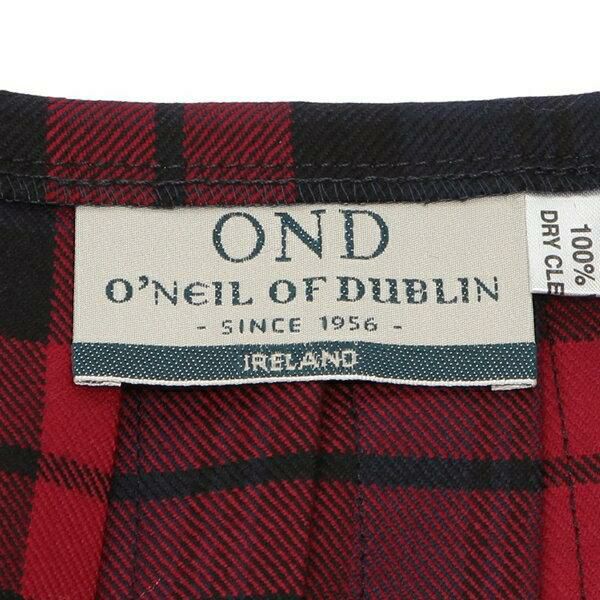 OND
O'NEIL OF DUBLIN
- SINCE 1956 -
IRELAND
100%
DRY CLE